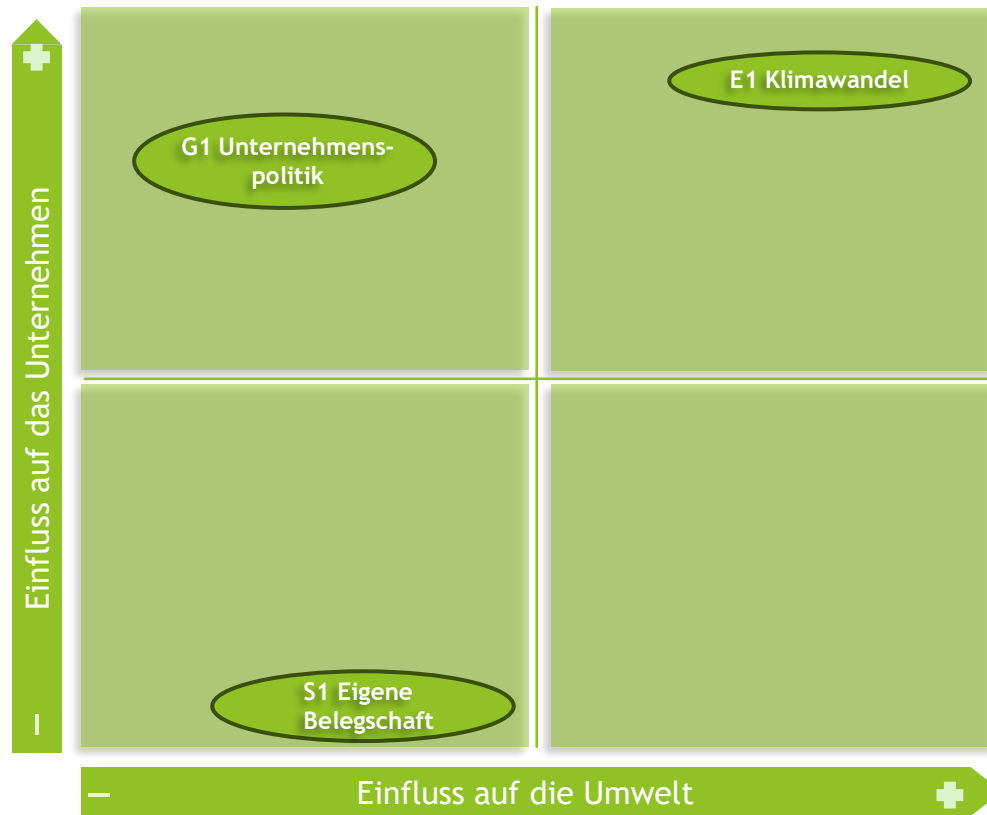 E1 Klimawandel
G1 Unternehmens-
politik
Einfluss auf das Unternehmen
S1 Eigene
Belegschaft
Einfluss auf die Umwelt